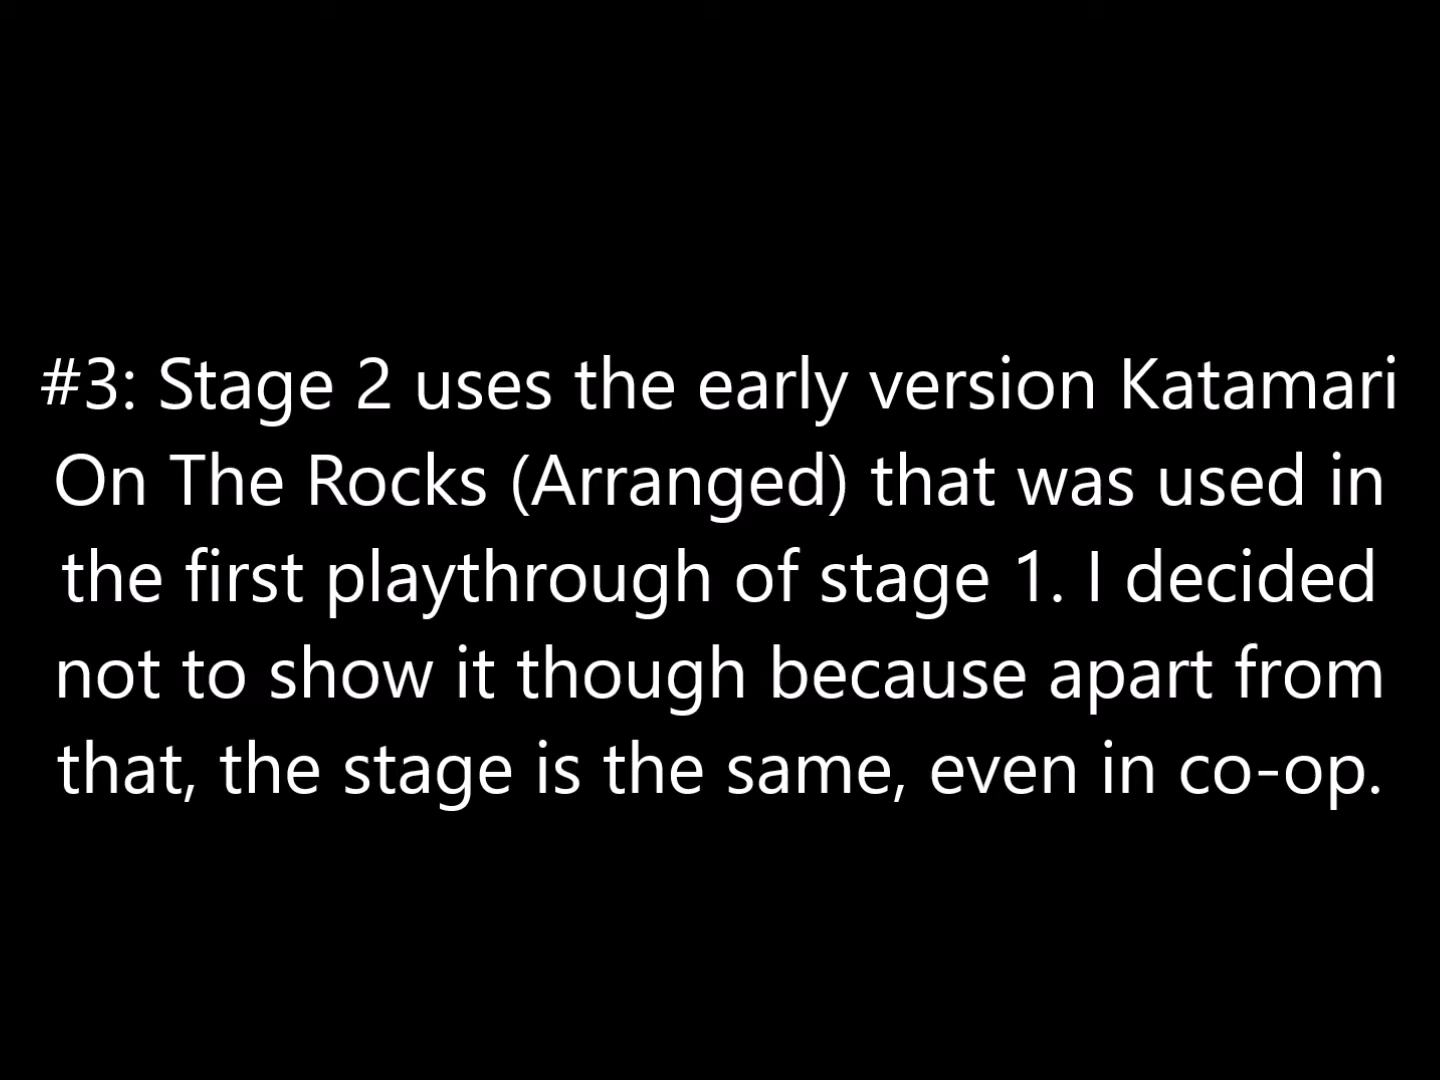 #3: Stage 2 uses the early version Katamari
On The Rocks (Arranged) that was used in
the first playthrough of stage 1. I decided
not to show it though because apart from
that, the stage is the same, even in co-op.